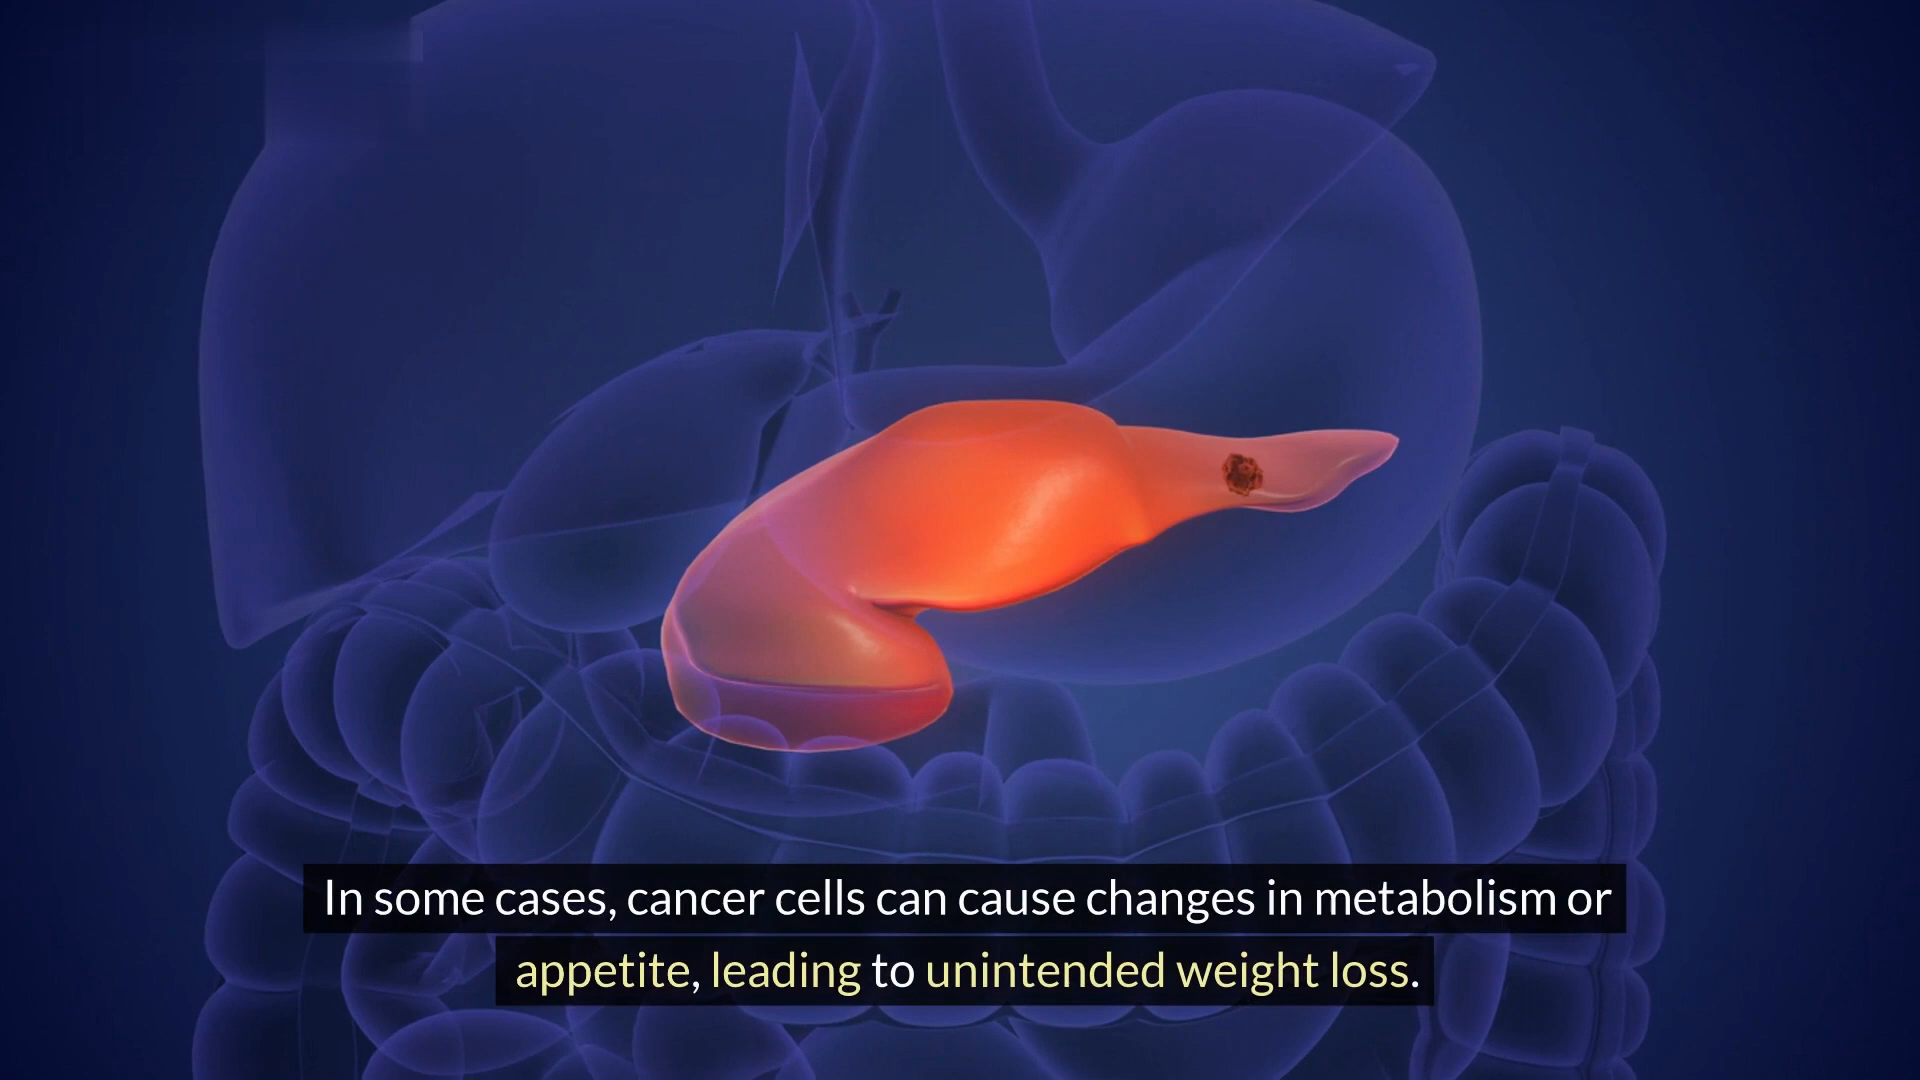 In some cases, cancer cells can cause changes in metabolism or
appetite, leading to unintended weight loss.